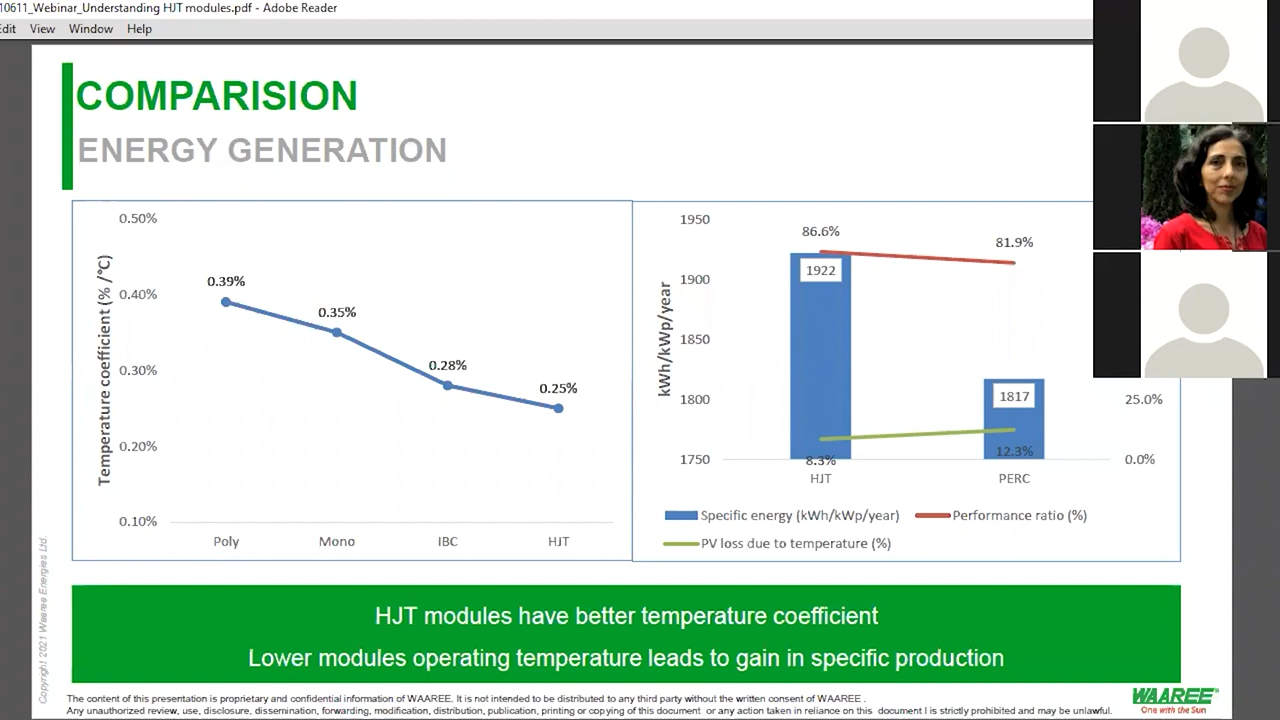 10611_Webinar_Understanding HJT modules.pdf - Adobe Reader
Edit View Window Help
COMPARISION
ENERGY GENERATION
Temperature coefficient (% /°C)
0.50%
0.40%
0.30%
0.20%
0.10%
0.39%
0.35%
0.28%
0.25%
Poly Mono IBC HJT
kWh/kWp/year
1950
1900
1850
1800
1750
86.6%
81.9%
1922
1817
8.3%
12.3%
25.0%
0.0%
HJT PERC
Specific energy (kWh/kWp/year) Performance ratio (%)
PV loss due to temperature (%)
HJT modules have better temperature coefficient
Lower modules operating temperature leads to gain in specific production
Copyright 2021 Waaree Energies Ltd.
The content of this presentation is proprietary and confidential information of WAAREE. It is not intended to be distributed to any third party without the written consent of WAAREE .
Any unauthorized review, use, disclosure, dissemination, forwarding, modification, distribution, publication, printing or copying of this document or any action taken in reliance on this document I is strictly prohibited and may be unlawful.
WAAREE
One with the Sun